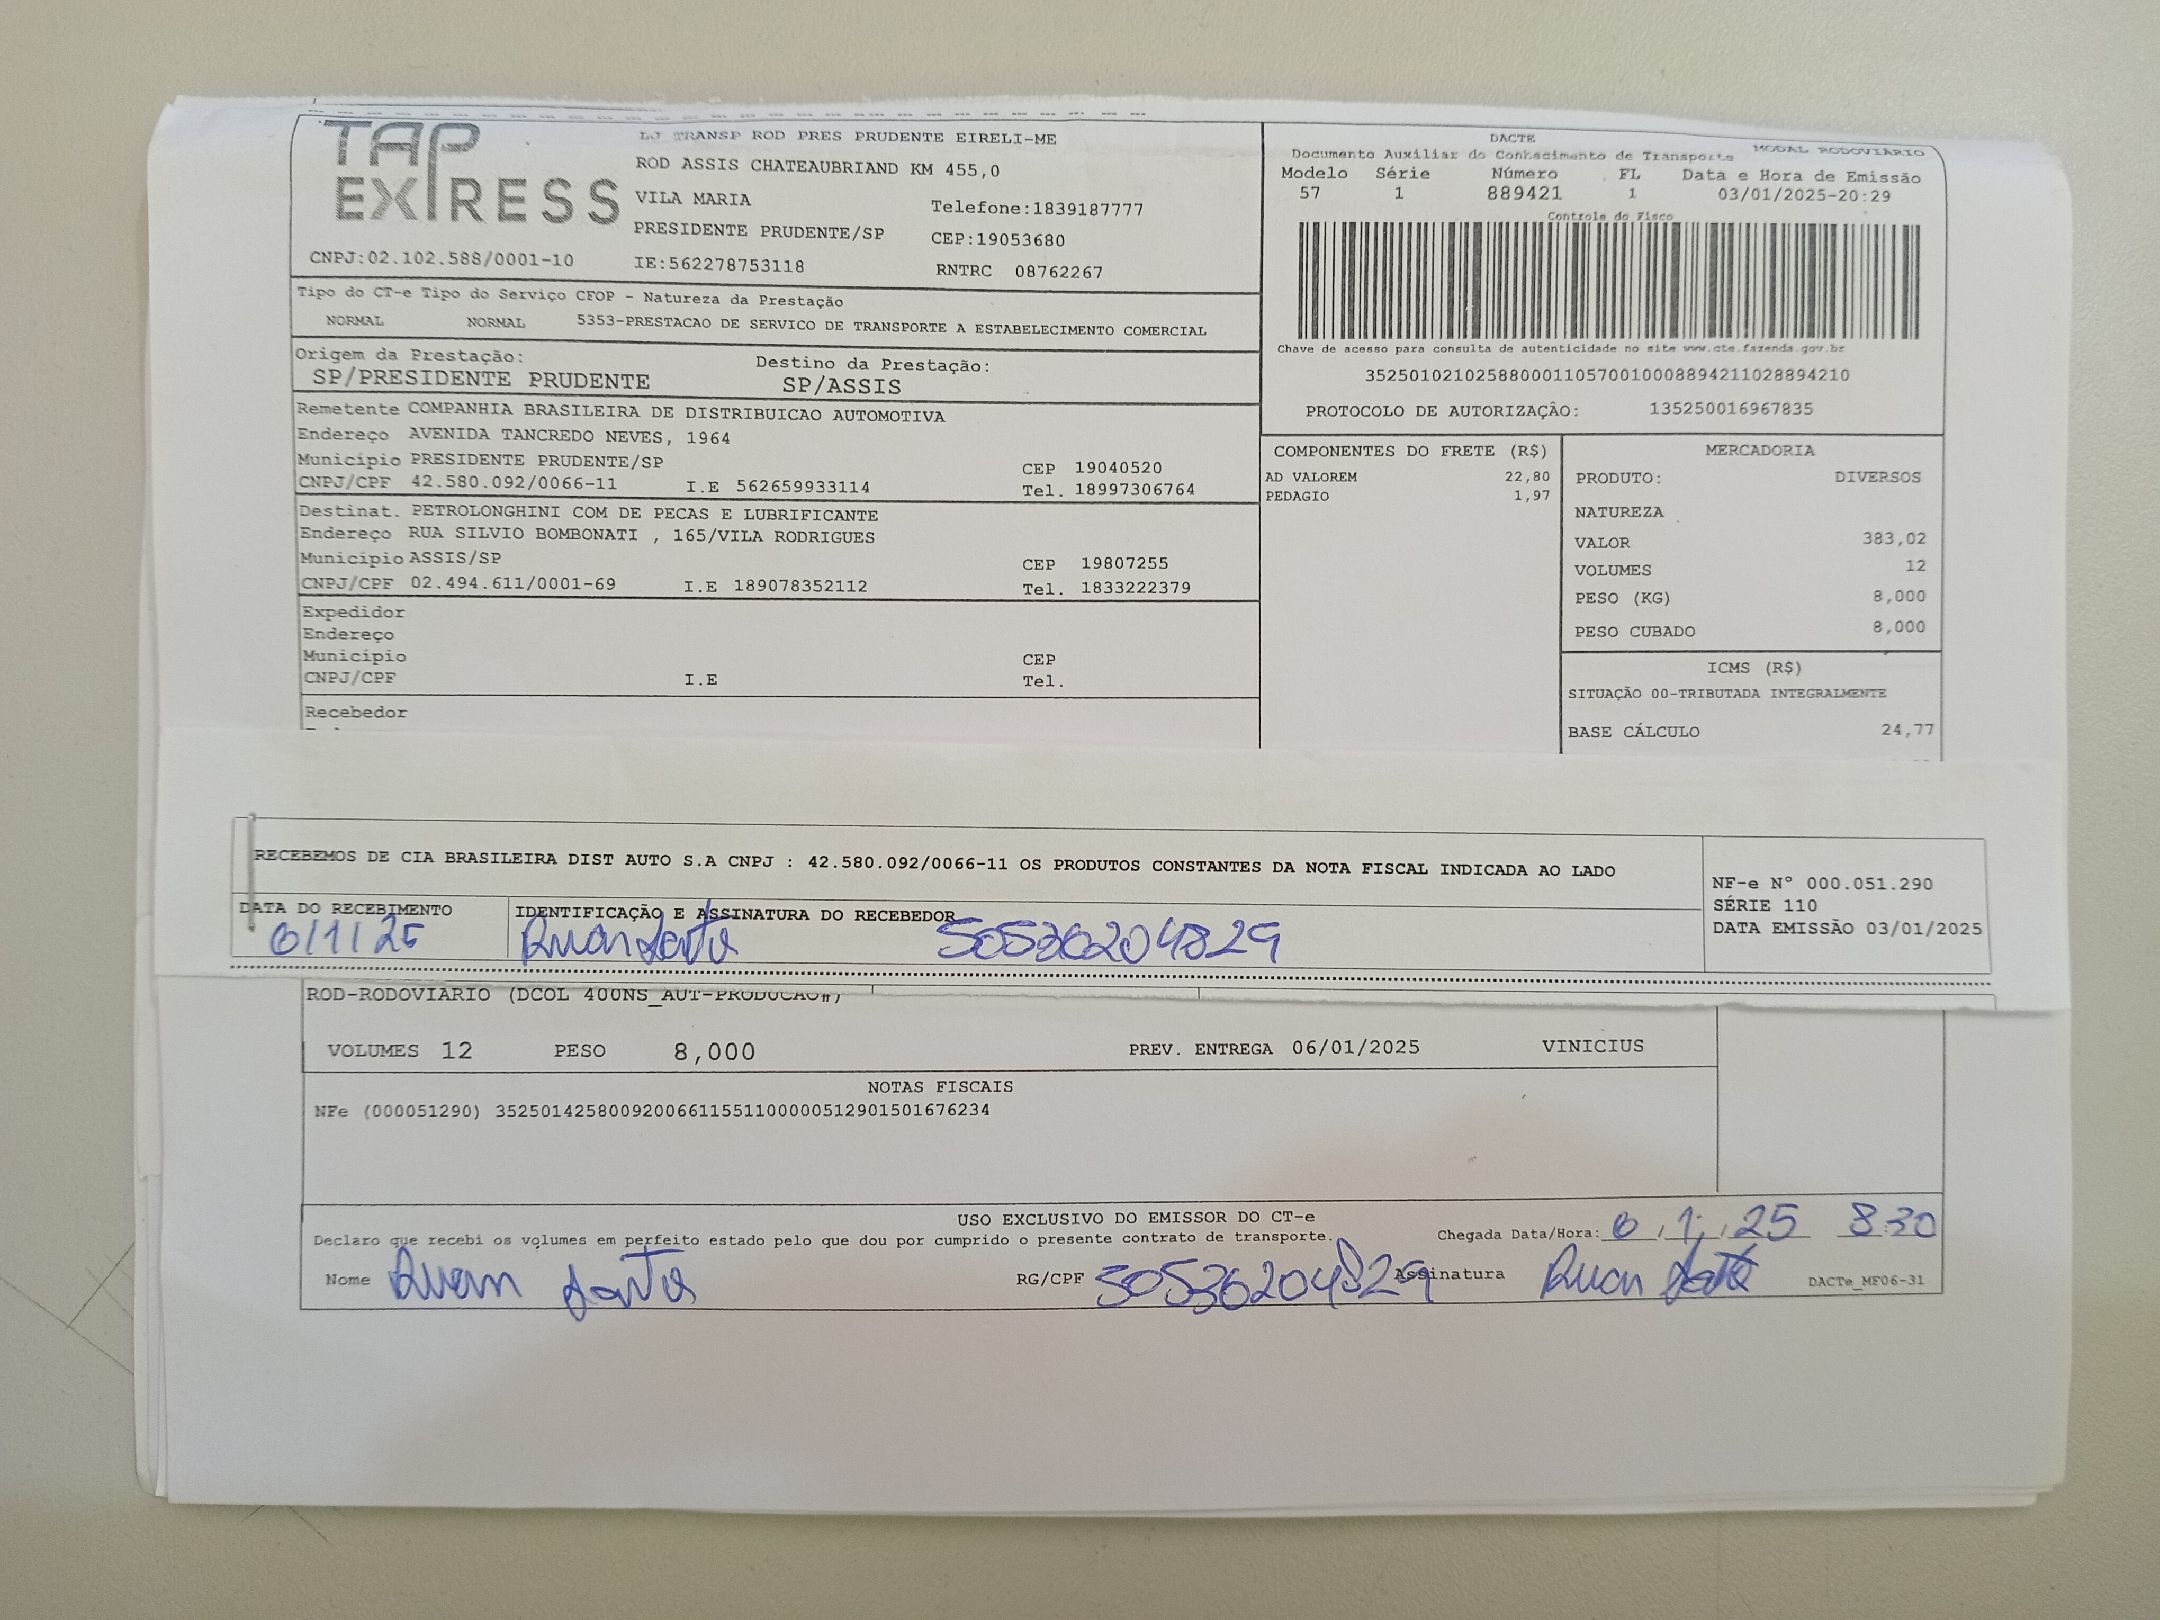 TAP EXPRESS
LJ TRANSP ROD PRES PRUDENTE EIRELI-ME
ROD ASSIS CHATEAUBRIAND KM 455,0
VILA MARIA Telefone:1839187777
PRESIDENTE PRUDENTE/SP CEP:19053680
CNPJ:02.102.588/0001-10 IE:562278753118 RNTRC 08762267
DACTE
Documento Auxiliar do Conhecimento de Transporte MODAL RODOVIÁRIO
Modelo Série Número FL Data e Hora de Emissão
57 1 889421 1 03/01/2025-20:29
Controle do Fisco
Chave de acesso para consulta de autenticidade no site www.cte.fazenda.gov.br
35250102102588000110570010008894211028894210
PROTOCOLO DE AUTORIZAÇÃO: 135250016967835
Tipo do CT-e Tipo do Serviço CFOP - Natureza da Prestação
NORMAL NORMAL 5353-PRESTACAO DE SERVICO DE TRANSPORTE A ESTABELECIMENTO COMERCIAL
Origem da Prestação: Destino da Prestação:
SP/PRESIDENTE PRUDENTE SP/ASSIS
Remetente COMPANHIA BRASILEIRA DE DISTRIBUICAO AUTOMOTIVA
Endereço AVENIDA TANCREDO NEVES, 1964
Município PRESIDENTE PRUDENTE/SP CEP 19040520
CNPJ/CPF 42.580.092/0066-11 I.E 562659933114 Tel. 18997306764
Destinat. PETROLONGHINI COM DE PECAS E LUBRIFICANTE
Endereço RUA SILVIO BOMBONATI , 165/VILA RODRIGUES
Município ASSIS/SP CEP 19807255
CNPJ/CPF 02.494.611/0001-69 I.E 189078352112 Tel. 1833222379
Expedidor
Endereço
Município CEP
CNPJ/CPF I.E Tel.
Recebedor
COMPONENTES DO FRETE (R$)
AD VALOREM 22,80
PEDAGIO 1,97
MERCADORIA
PRODUTO: DIVERSOS
NATUREZA
VALOR 383,02
VOLUMES 12
PESO (KG) 8,000
PESO CUBADO 8,000
ICMS (R$)
SITUAÇÃO 00-TRIBUTADA INTEGRALMENTE
BASE CÁLCULO 24,77
RECEBEMOS DE CIA BRASILEIRA DIST AUTO S.A CNPJ : 42.580.092/0066-11 OS PRODUTOS CONSTANTES DA NOTA FISCAL INDICADA AO LADO
DATA DO RECEBIMENTO IDENTIFICAÇÃO E ASSINATURA DO RECEBEDOR
6/1/25 50536204829
NF-e Nº 000.051.290
SÉRIE 110
DATA EMISSÃO 03/01/2025
ROD-RODOVIARIO (DCOL 400NS_AUT-PRODUCAO#)
VOLUMES 12 PESO 8,000 PREV. ENTREGA 06/01/2025 VINICIUS
NOTAS FISCAIS
NFe (000051290) 35250142580092006611551100000512901501676234
USO EXCLUSIVO DO EMISSOR DO CT-e
Declaro que recebi os volumes em perfeito estado pelo que dou por cumprido o presente contrato de transporte. Chegada Data/Hora: 6/1/25 8:30
Nome Ruan RG/CPF 50536204829 Assinatura Ruan DACTe_MF06-31